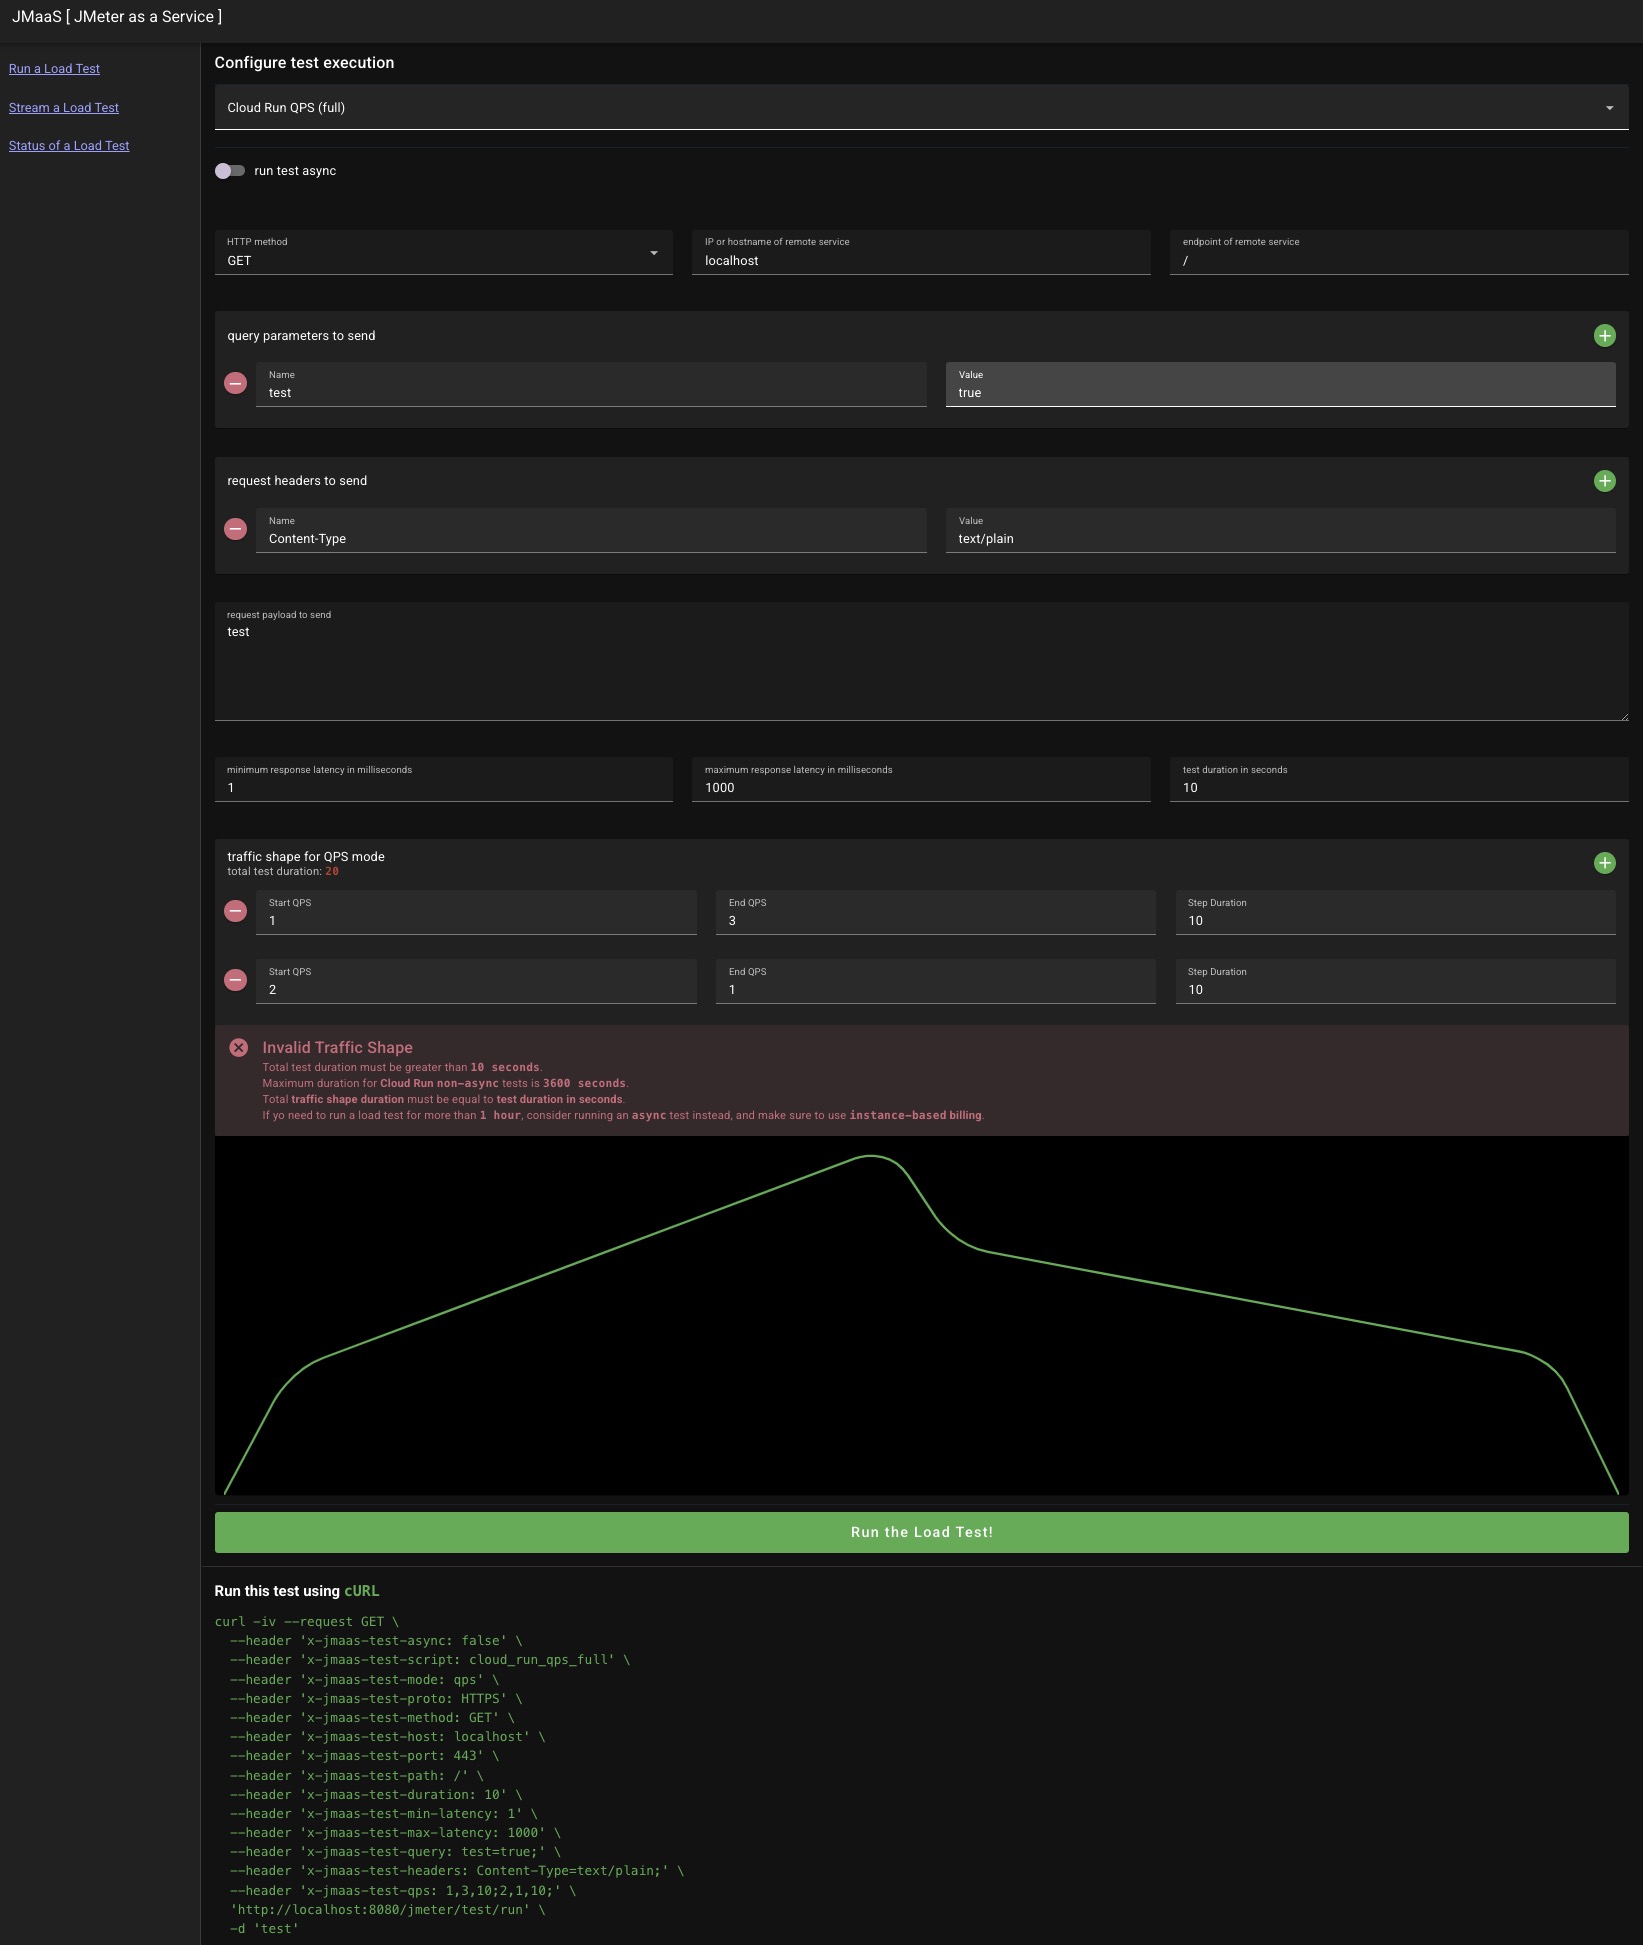 JMaaS [ JMeter as a Service ]
Run a Load Test
Stream a Load Test
Status of a Load Test
Configure test execution
Cloud Run QPS (full)
run test async
HTTP method
GET
IP or hostname of remote service
localhost
endpoint of remote service
/
query parameters to send
Name
test
Value
true
request headers to send
Name
Content-Type
Value
text/plain
request payload to send
test
minimum response latency in milliseconds
1
maximum response latency in milliseconds
1000
test duration in seconds
10
traffic shape for QPS mode
total test duration: 20
Start QPS
1
End QPS
3
Step Duration
10
Start QPS
2
End QPS
1
Step Duration
10
Invalid Traffic Shape
Total test duration must be greater than 10 seconds.
Maximum duration for Cloud Run non-async tests is 3600 seconds.
Total traffic shape duration must be equal to test duration in seconds.
If yo need to run a load test for more than 1 hour, consider running an async test instead, and make sure to use instance-based billing.
Run the Load Test!
Run this test using cURL
curl -iv --request GET \
--header 'x-jmaas-test-async: false' \
--header 'x-jmaas-test-script: cloud_run_qps_full' \
--header 'x-jmaas-test-mode: qps' \
--header 'x-jmaas-test-proto: HTTPS' \
--header 'x-jmaas-test-method: GET' \
--header 'x-jmaas-test-host: localhost' \
--header 'x-jmaas-test-port: 443' \
--header 'x-jmaas-test-path: /' \
--header 'x-jmaas-test-duration: 10' \
--header 'x-jmaas-test-min-latency: 1' \
--header 'x-jmaas-test-max-latency: 1000' \
--header 'x-jmaas-test-query: test=true;' \
--header 'x-jmaas-test-headers: Content-Type=text/plain;' \
--header 'x-jmaas-test-qps: 1,3,10;2,1,10;' \
'http://localhost:8080/jmeter/test/run' \
-d 'test'